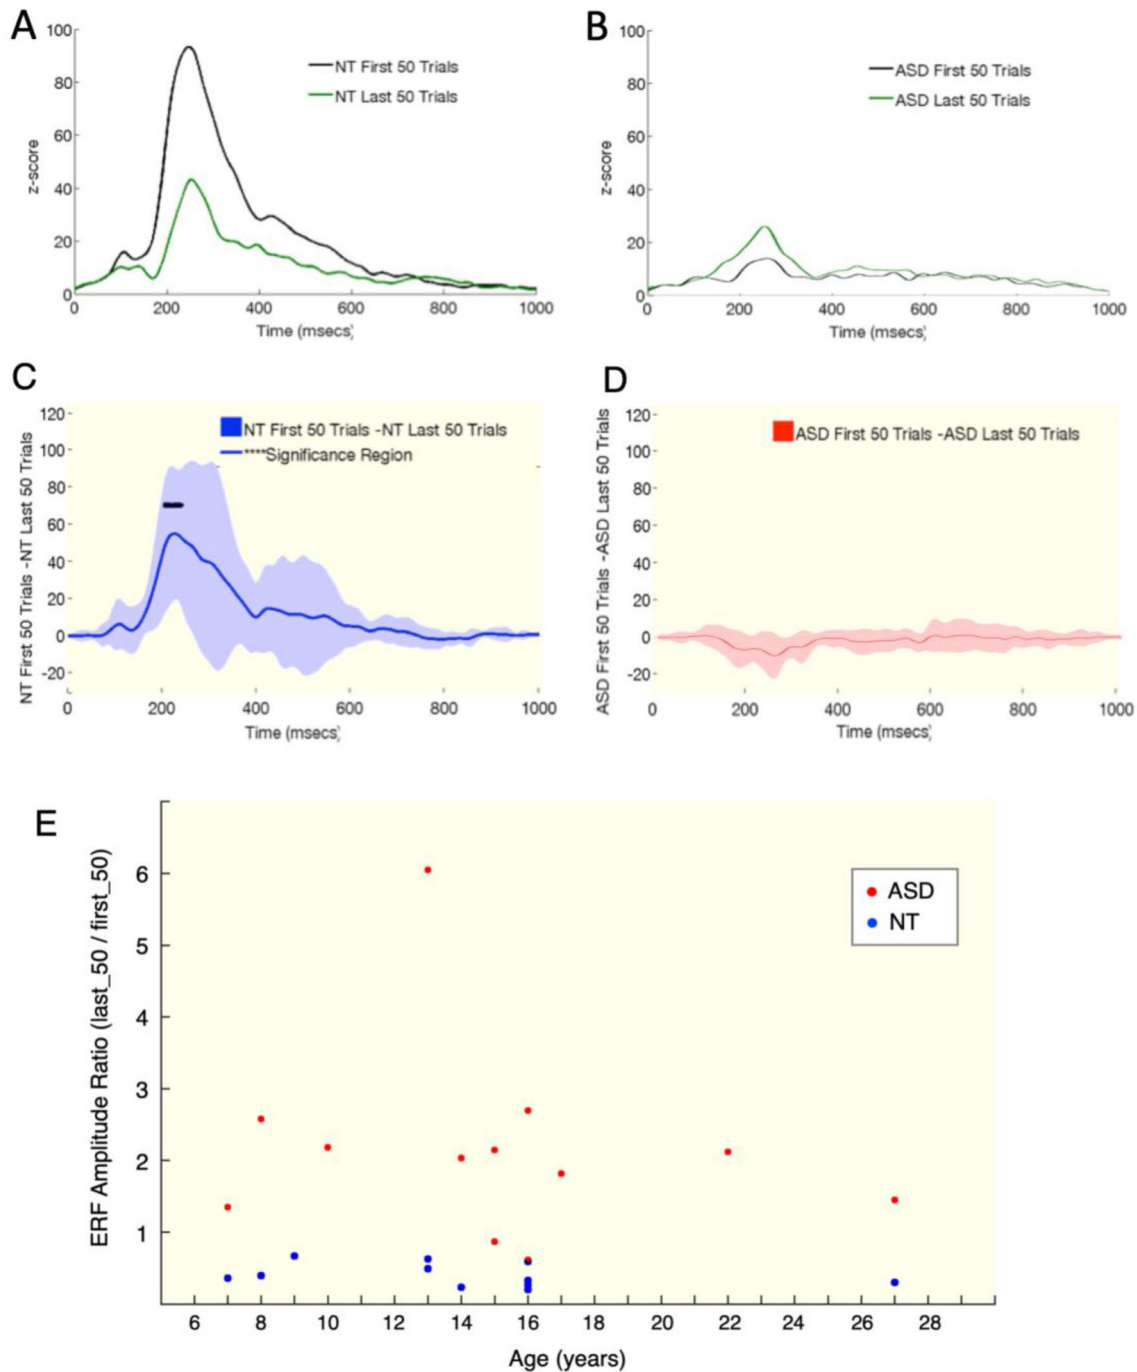 A
100
80
60
40
20
0
z-score
NT First 50 Trials
NT Last 50 Trials
0 200 400 600 800 1000
Time (msecs)
B
100
80
60
40
20
0
z-score
ASD First 50 Trials
ASD Last 50 Trials
0 200 400 600 800 1000
Time (msecs)
C
120
100
80
60
40
20
0
-20
NT First 50 Trials -NT Last 50 Trials
NT First 50 Trials -NT Last 50 Trials
****Significance Region
0 200 400 600 800 1000
Time (msecs)
D
120
100
80
60
40
20
0
-20
ASD First 50 Trials -ASD Last 50 Trials
ASD First 50 Trials -ASD Last 50 Trials
0 200 400 600 800 1000
Time (msecs)
E
6
5
4
3
2
1
ERF Amplitude Ratio (last_50 / first_50)
ASD
NT
6 8 10 12 14 16 18 20 22 24 26 28
Age (years)